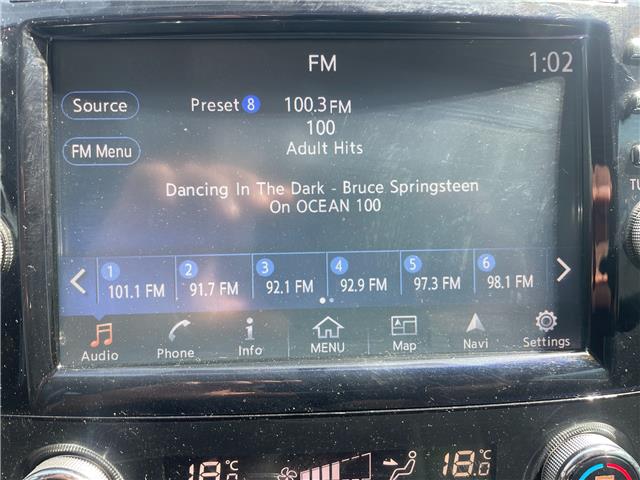 FM
1:02
Source
Preset 8 100.3 FM
100
FM Menu
Adult Hits
Dancing In The Dark - Bruce Springsteen
On OCEAN 100
1 2 3 4 5 6
101.1 FM 91.7 FM 92.1 FM 92.9 FM 97.3 FM 98.1 FM
Audio Phone Info MENU Map Navi Settings
TU
18.0°C 18.0°C